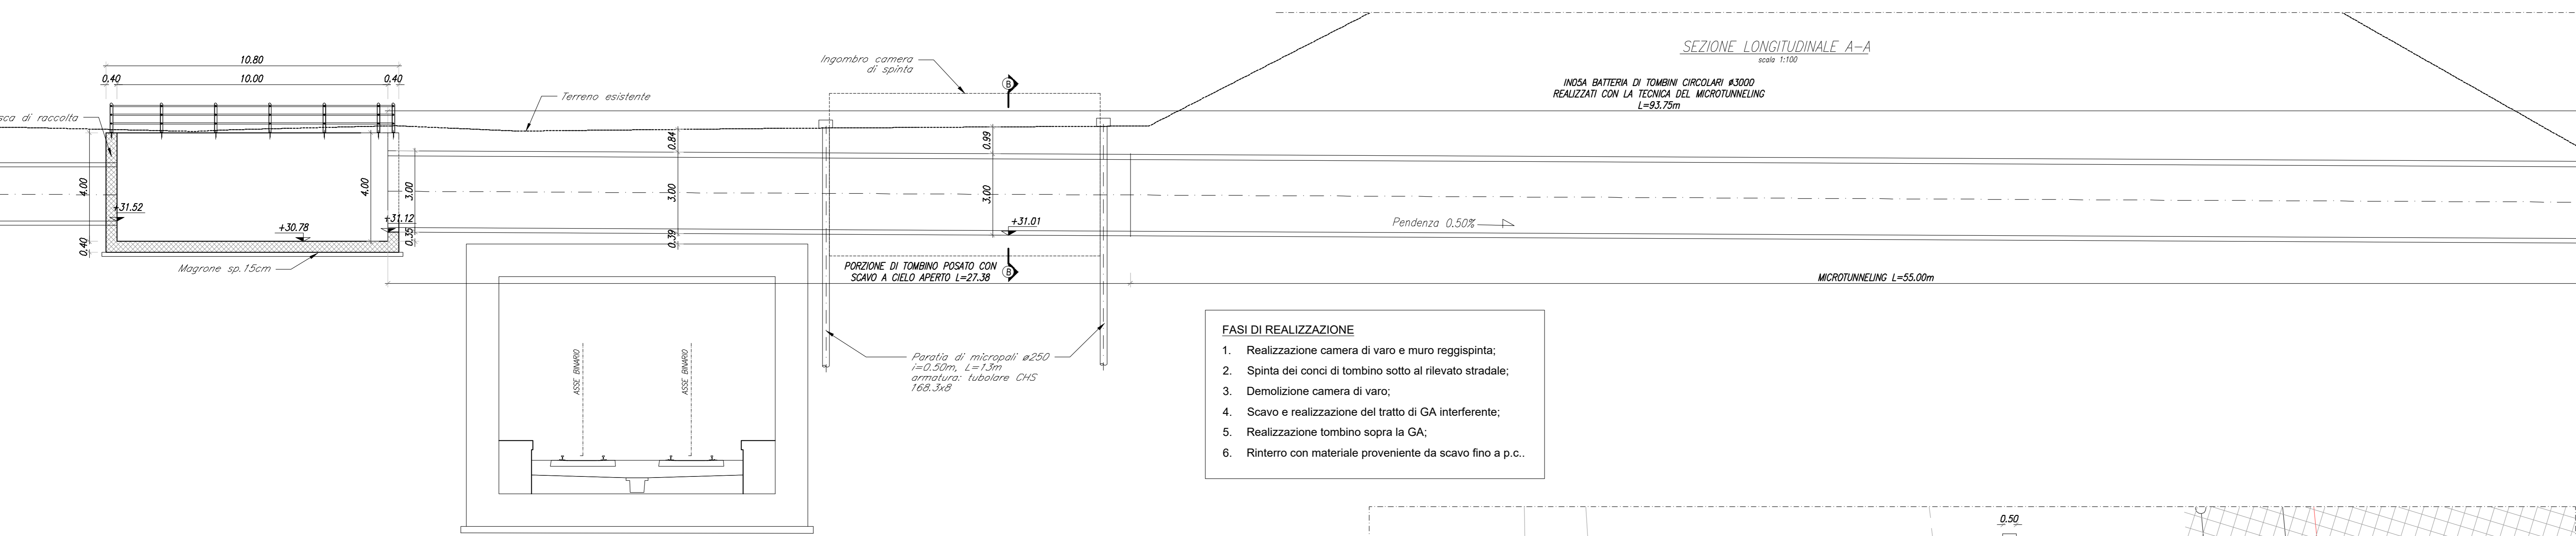 SEZIONE LONGITUDINALE A-A
scala 1:100
IN05A BATTERIA DI TOMBINI CIRCOLARI ø3000
REALIZZATI CON LA TECNICA DEL MICROTUNNELING
L=93.75m
10.80
0.40 10.00 0.40
Ingombro camera
di spinta
B
Terreno esistente
sca di raccolta
0.84
0.99
4.00
4.00
3.00
3.00
3.00
+31.52
+31.12
+30.78
+31.01
0.40
0.35
0.39
Pendenza 0.50%
Magrone sp.15cm
PORZIONE DI TOMBINO POSATO CON
SCAVO A CIELO APERTO L=27.38
B
MICROTUNNELING L=55.00m
ASSE BINARIO
ASSE BINARIO
Paratia di micropali ø250
i=0.50m, L=13m
armatura: tubolare CHS
168.3x8
FASI DI REALIZZAZIONE
1. Realizzazione camera di varo e muro reggispinta;
2. Spinta dei conci di tombino sotto al rilevato stradale;
3. Demolizione camera di varo;
4. Scavo e realizzazione del tratto di GA interferente;
5. Realizzazione tombino sopra la GA;
6. Rinterro con materiale proveniente da scavo fino a p.c..
0.50